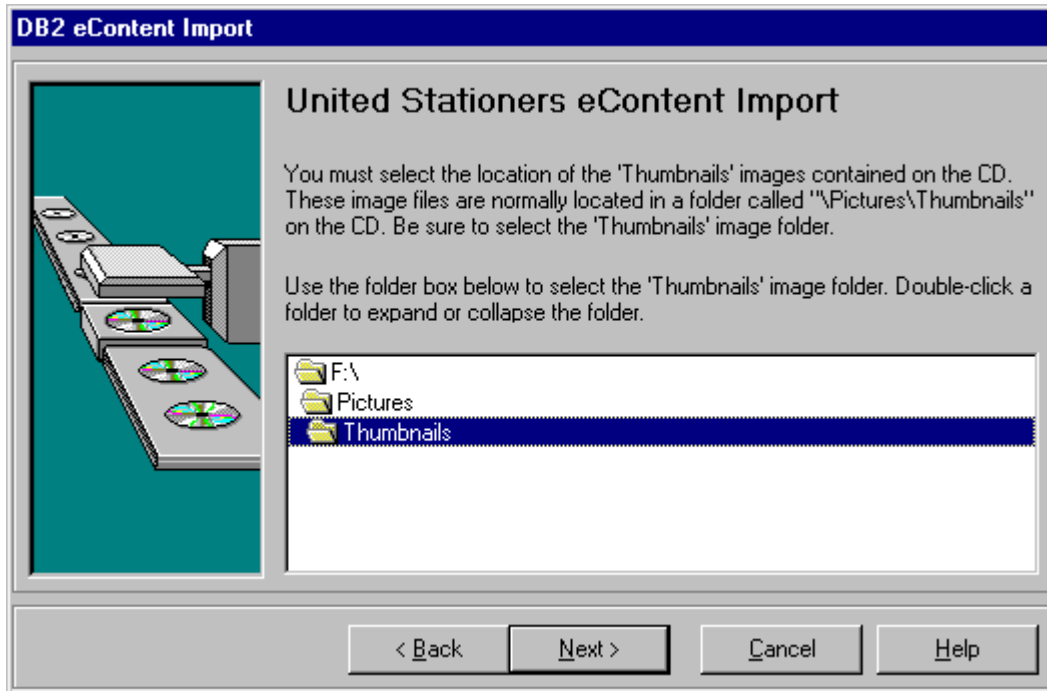 DB2 eContent Import
United Stationers eContent Import
You must select the location of the 'Thumbnails' images contained on the CD.
These image files are normally located in a folder called "\Pictures\Thumbnails"
on the CD. Be sure to select the 'Thumbnails' image folder.
Use the folder box below to select the 'Thumbnails' image folder. Double-click a
folder to expand or collapse the folder.
F:\
Pictures
Thumbnails
< Back
Next >
Cancel
Help